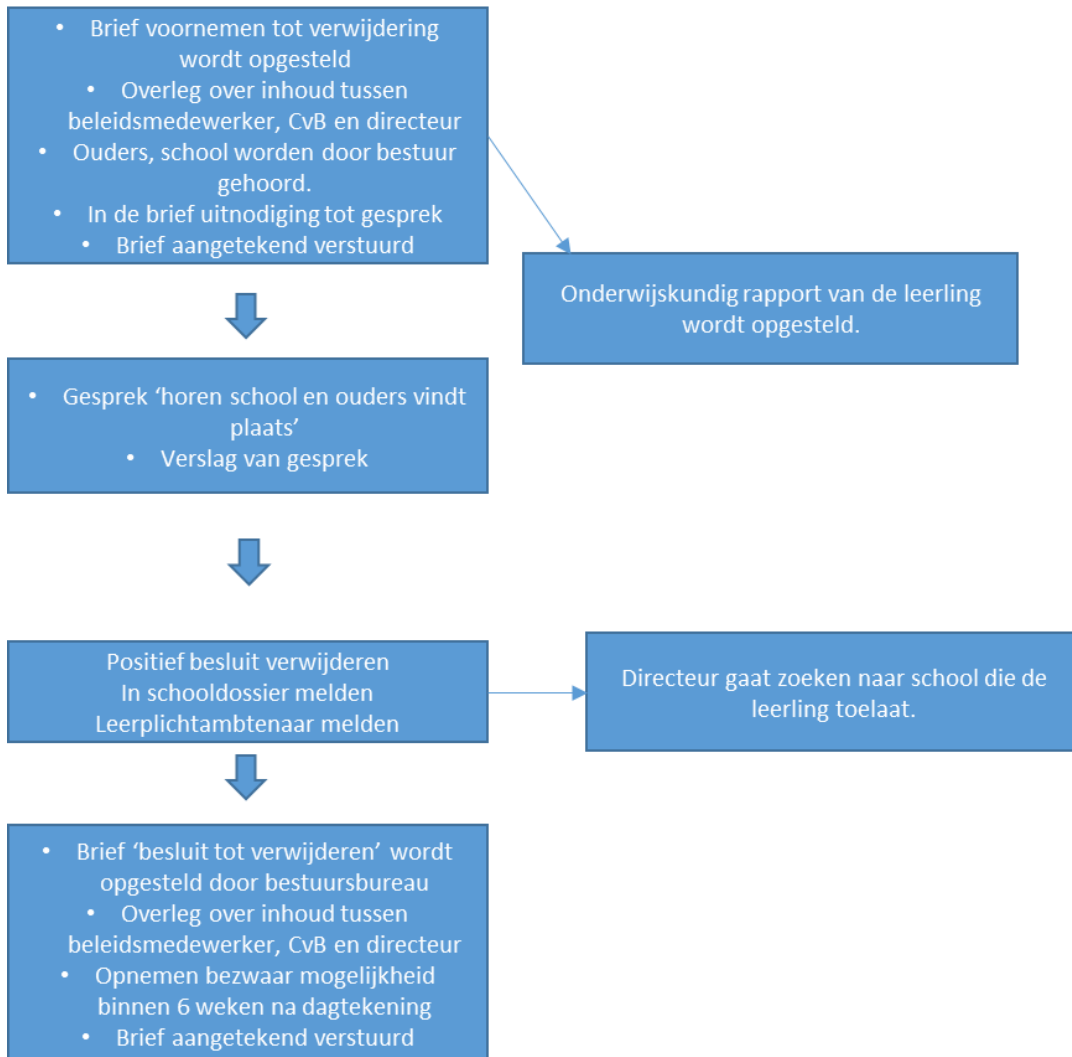 • Brief voornemen tot verwijdering
wordt opgesteld
• Overleg over inhoud tussen
beleidsmedewerker, CvB en directeur
• Ouders, school worden door bestuur
gehoord.
• In de brief uitnodiging tot gesprek
• Brief aangetekend verstuurd
Onderwijskundig rapport van de leerling
wordt opgesteld.
• Gesprek ‘horen school en ouders vindt
plaats’
• Verslag van gesprek
Positief besluit verwijderen
In schooldossier melden
Leerplichtambtenaar melden
Directeur gaat zoeken naar school die de
leerling toelaat.
• Brief ‘besluit tot verwijderen’ wordt
opgesteld door bestuursbureau
• Overleg over inhoud tussen
beleidsmedewerker, CvB en directeur
• Opnemen bezwaar mogelijkheid
binnen 6 weken na dagtekening
• Brief aangetekend verstuurd